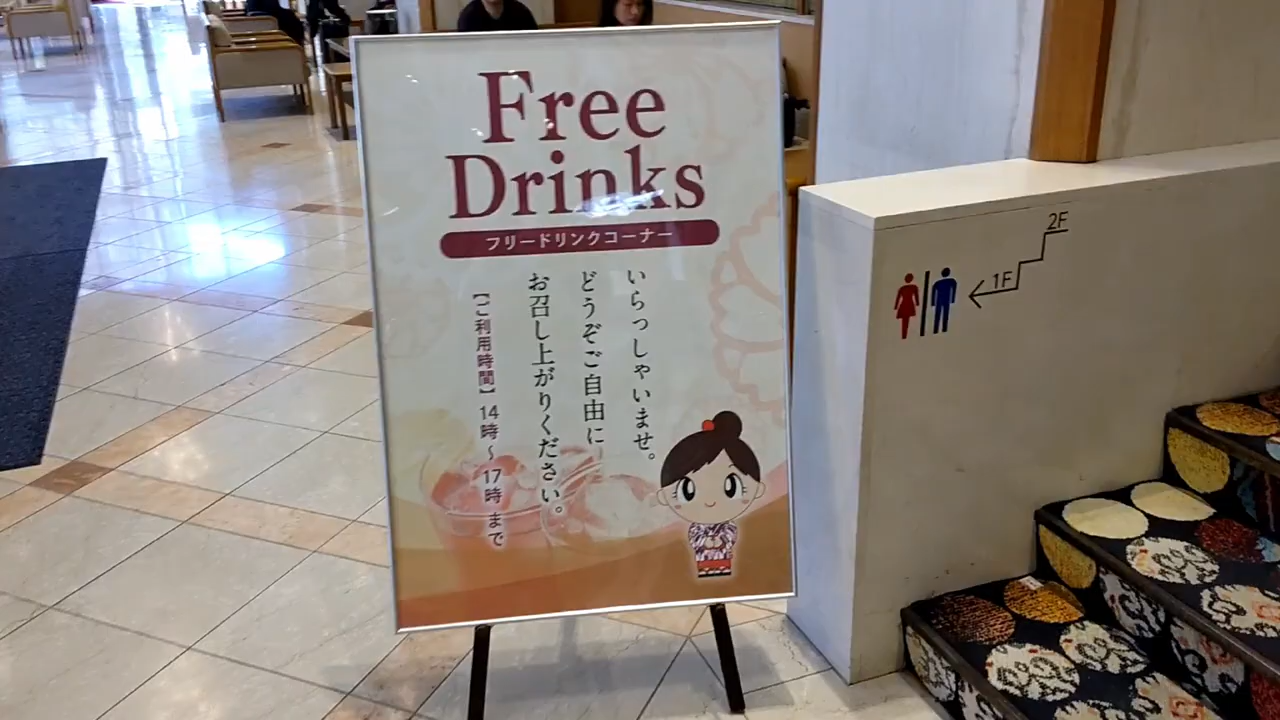 Free
Drinks
フリードリンクコーナー
いらっしゃいませ。
どうぞご自由に
お召し上がりください。
【ご利用時間】 14時～17時 まで
2F
1F